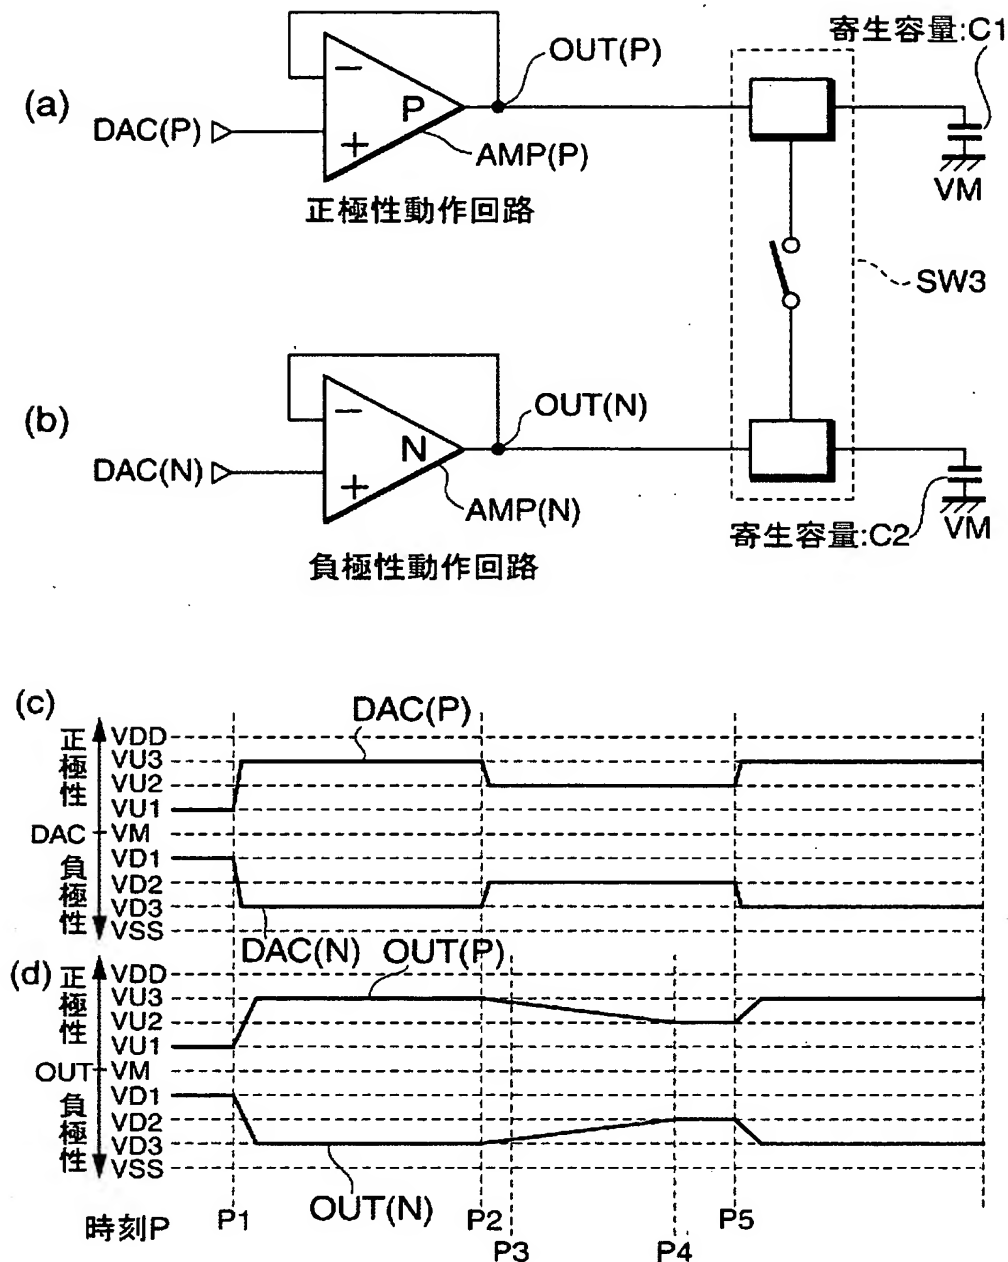 (a)
DAC(P)
−
+
P
OUT(P)
AMP(P)
正極性動作回路
寄生容量:C1
VM
SW3
(b)
DAC(N)
−
+
N
OUT(N)
AMP(N)
負極性動作回路
寄生容量:C2
VM
(c)
正極性
DAC
負極性
VDD
VU3
VU2
VU1
VM
VD1
VD2
VD3
VSS
DAC(P)
DAC(N)
(d)
正極性
OUT
負極性
VDD
VU3
VU2
VU1
VM
VD1
VD2
VD3
VSS
OUT(P)
OUT(N)
時刻P
P1
P2
P3
P4
P5